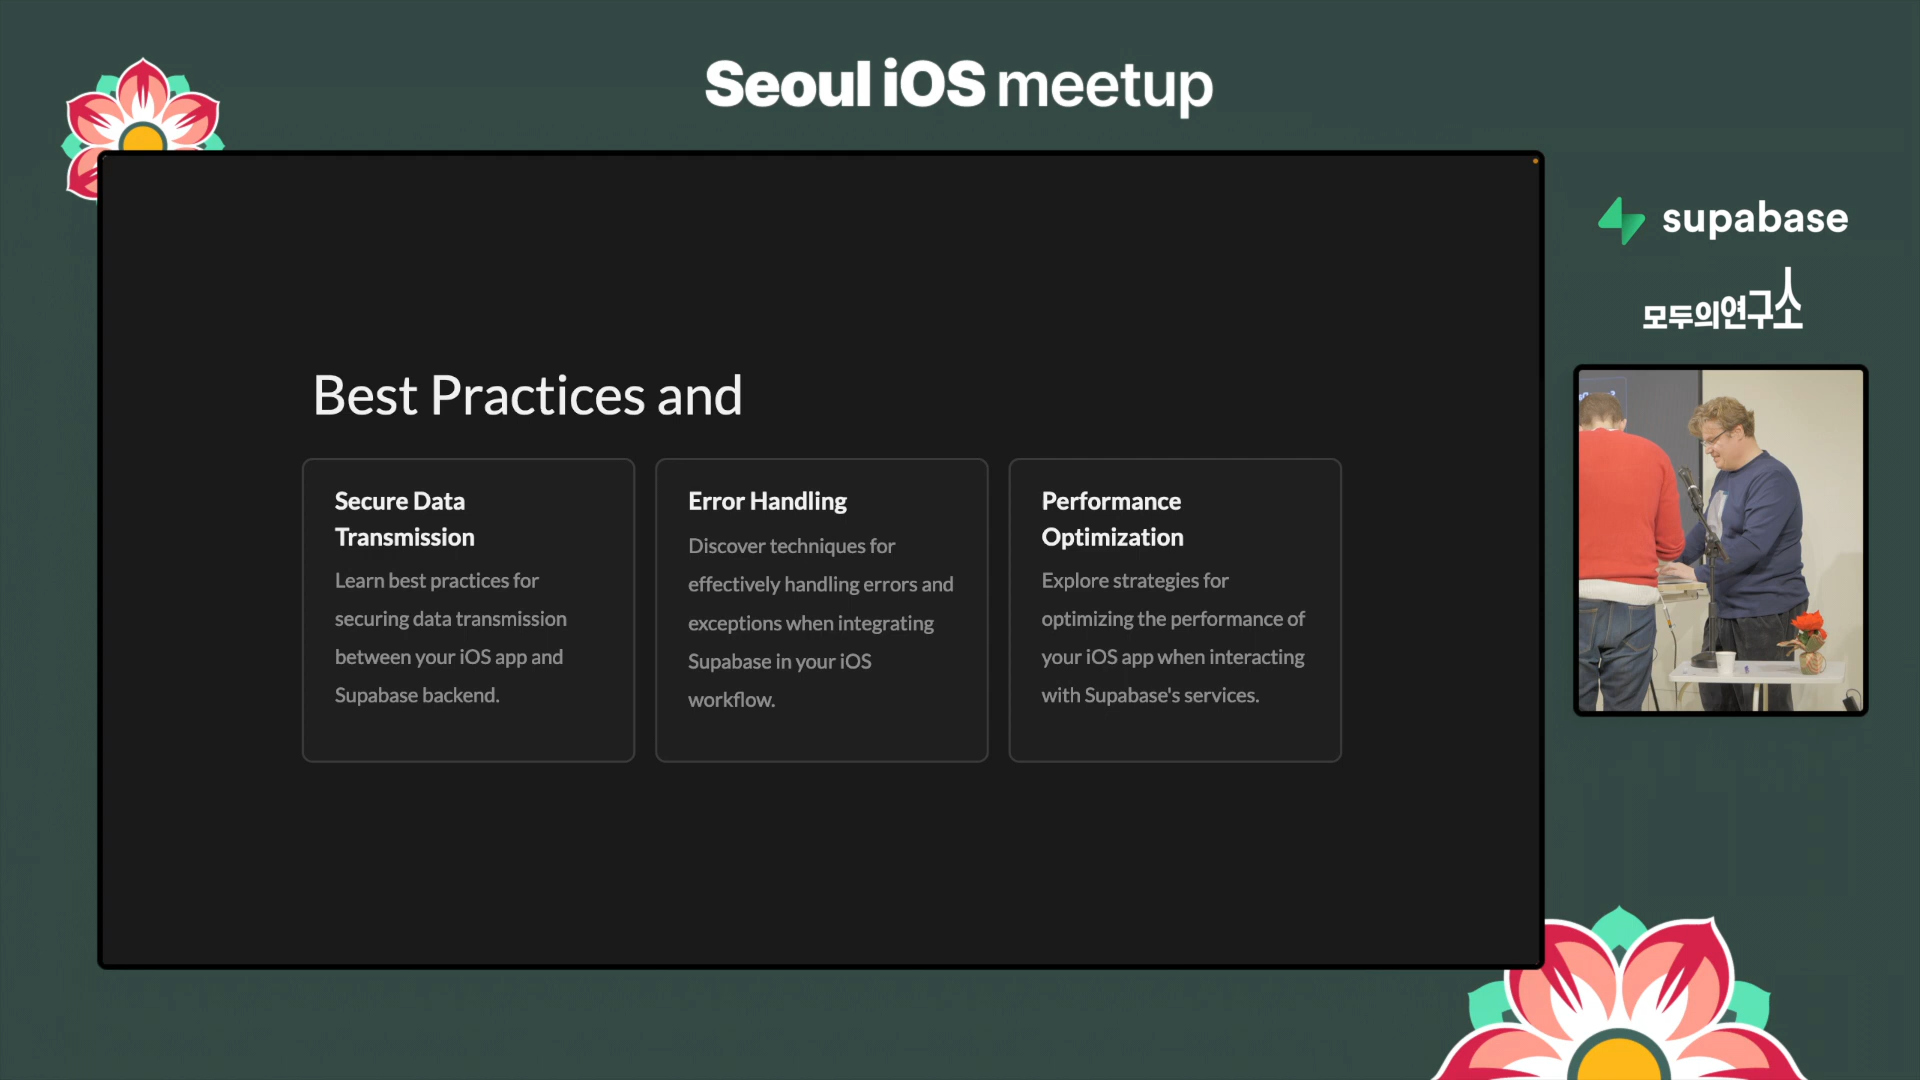 Seoul iOS meetup
supabase
모두의연구소
Best Practices and
Secure Data
Transmission
Learn best practices for
securing data transmission
between your iOS app and
Supabase backend.
Error Handling
Discover techniques for
effectively handling errors and
exceptions when integrating
Supabase in your iOS
workflow.
Performance
Optimization
Explore strategies for
optimizing the performance of
your iOS app when interacting
with Supabase's services.